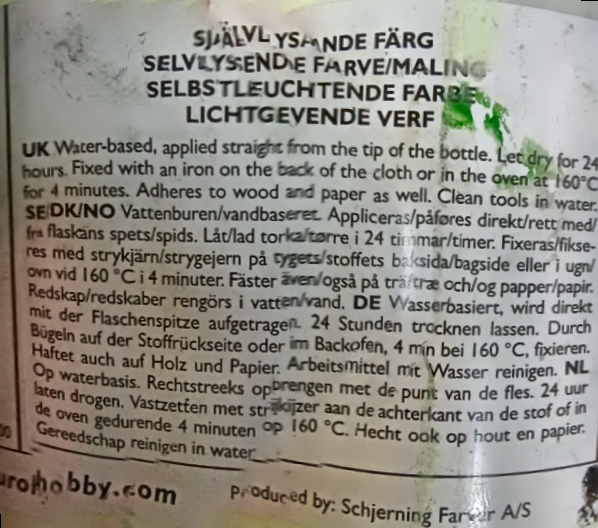 SJÄLVLYSANDE FÄRG
SELVLYSENDE FARVE/MALING
SELBSTLEUCHTENDE FARBE
LICHTGEVENDE VERF
UK Water-based, applied straight from the tip of the bottle. Let dry for 24
hours. Fixed with an iron on the back of the cloth or in the oven at 160°C
for 4 minutes. Adheres to wood and paper as well. Clean tools in water.
SE/DK/NO Vattenburen/vandbaseret. Appliceras/påføres direkt/rett med/
fra flaskans spets/spids. Låt/lad torka/tørre i 24 timmar/timer. Fixeras/fikse-
res med strykjärn/strygejern på tygets/stoffets baksida/bagside eller i ugn/
ovn vid 160 °C i 4 minuter. Fäster även/også på trä/træ och/og papper/papir.
Redskap/redskaber rengörs i vatten/vand. DE Wasserbasiert, wird direkt
mit der Flaschenspitze aufgetragen. 24 Stunden trocknen lassen. Durch
Bügeln auf der Stoffrückseite oder im Backofen, 4 min bei 160 °C, fixieren.
Haftet auch auf Holz und Papier. Arbeitsmittel mit Wasser reinigen. NL
Op waterbasis. Rechtstreeks opbrengen met de punt van de fles. 24 uur
laten drogen. Vastzetten met strijkijzer aan de achterkant van de stof of in
de oven gedurende 4 minuten op 160 °C. Hecht ook op hout en papier.
Gereedschap reinigen in water
urohobby.com
Produced by: Schjerning Farver A/S